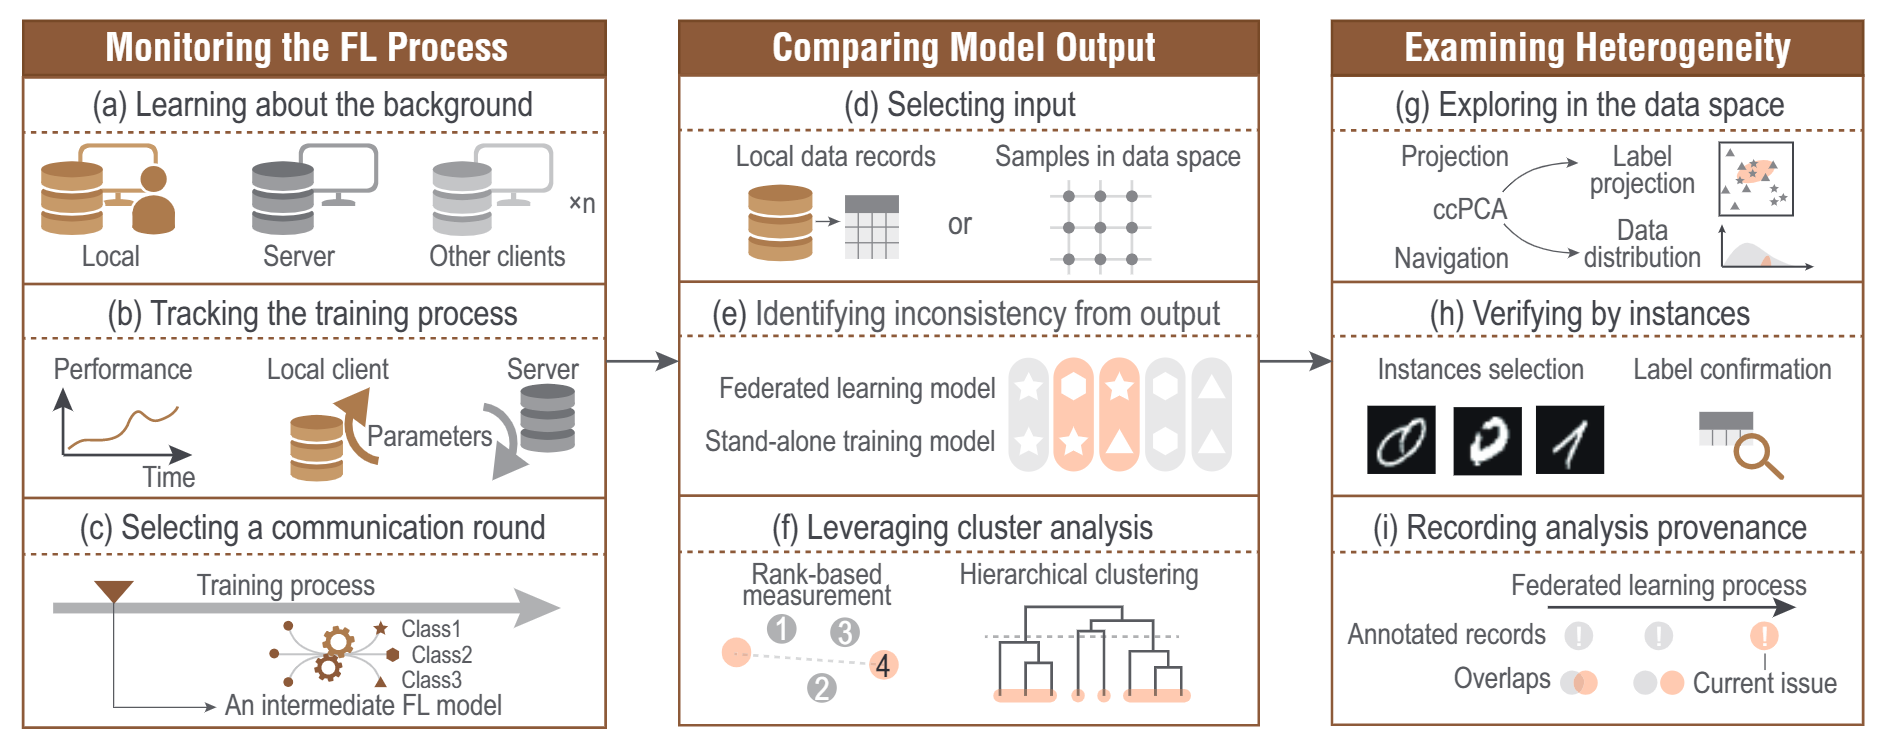 Monitoring the FL Process
(a) Learning about the background
Local
Server
Other clients
×n
(b) Tracking the training process
Performance
Time
Local client
Parameters
Server
(c) Selecting a communication round
Training process
Class1
Class2
Class3
An intermediate FL model
Comparing Model Output
(d) Selecting input
Local data records
or
Samples in data space
(e) Identifying inconsistency from output
Federated learning model
Stand-alone training model
(f) Leveraging cluster analysis
Rank-based
measurement
1
3
4
2
Hierarchical clustering
Examining Heterogeneity
(g) Exploring in the data space
Projection
ccPCA
Navigation
Label
projection
Data
distribution
(h) Verifying by instances
Instances selection
Label confirmation
(i) Recording analysis provenance
Federated learning process
Annotated records
!
!
!
Overlaps
Current issue